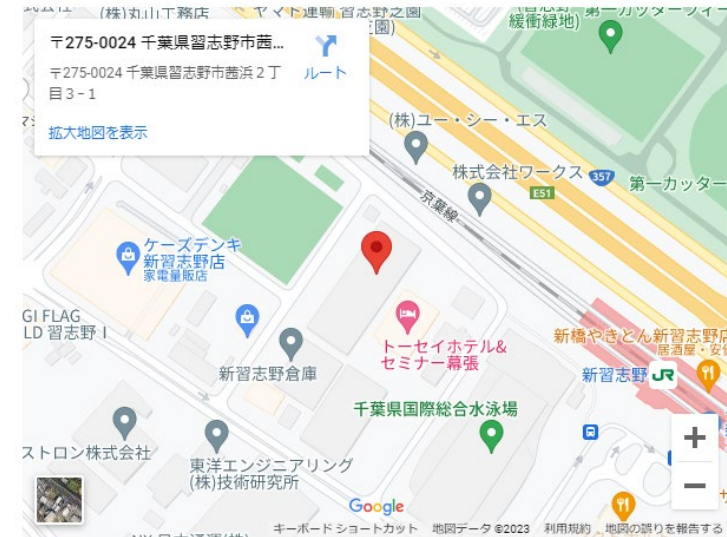 (株)丸山工務店
ヤマト運輸 習志野芝園
緩衝緑地)
〒275-0024 千葉県習志野市茜...
〒275-0024 千葉県習志野市茜浜２丁
目３−１
ルート
拡大地図を表示
(株)ユー・シー・エス
株式会社ワークス
357
E51
第一カッター
京葉線
ケーズデンキ
新習志野店
家電量販店
GI FLAG
LD 習志野 I
トーセイホテル&
セミナー幕張
新習志野倉庫
新橋やきとん新習志野店
居酒屋・安
新習志野
JR
千葉県国際総合水泳場
ストロン株式会社
東洋エンジニアリング
(株)技術研究所
+
−
Google
キーボード ショートカット
地図データ ©2023
利用規約
地図の誤りを報告する